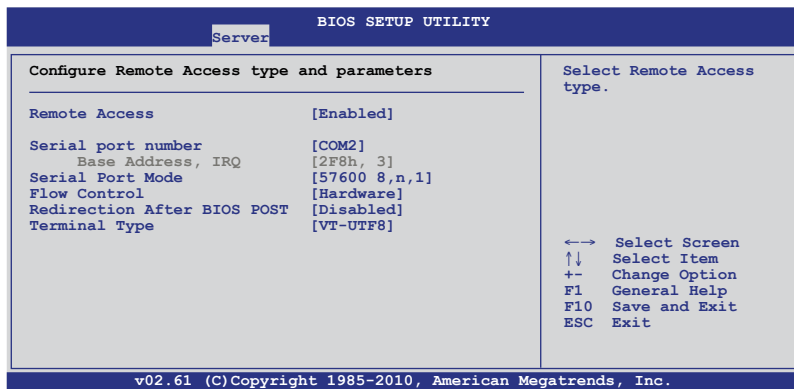 BIOS SETUP UTILITY
Server
Configure Remote Access type and parameters
Remote Access [Enabled]
Serial port number [COM2]
Base Address, IRQ [2F8h, 3]
Serial Port Mode [57600 8,n,1]
Flow Control [Hardware]
Redirection After BIOS POST [Disabled]
Terminal Type [VT-UTF8]
Select Remote Access
type.
←→ Select Screen
↑↓ Select Item
+- Change Option
F1 General Help
F10 Save and Exit
ESC Exit
v02.61 (C)Copyright 1985-2010, American Megatrends, Inc.